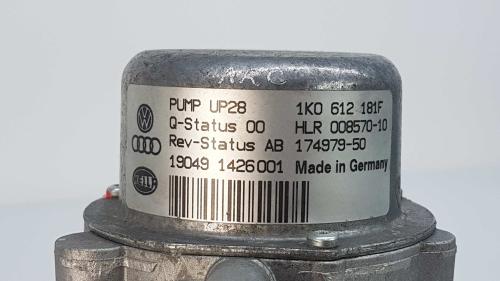 PUMP UP28 1K0 612 181F
Q-Status 00 HLR 008570-10
Rev-Status AB 174979-50
19049 1426001 Made in Germany
HELLA